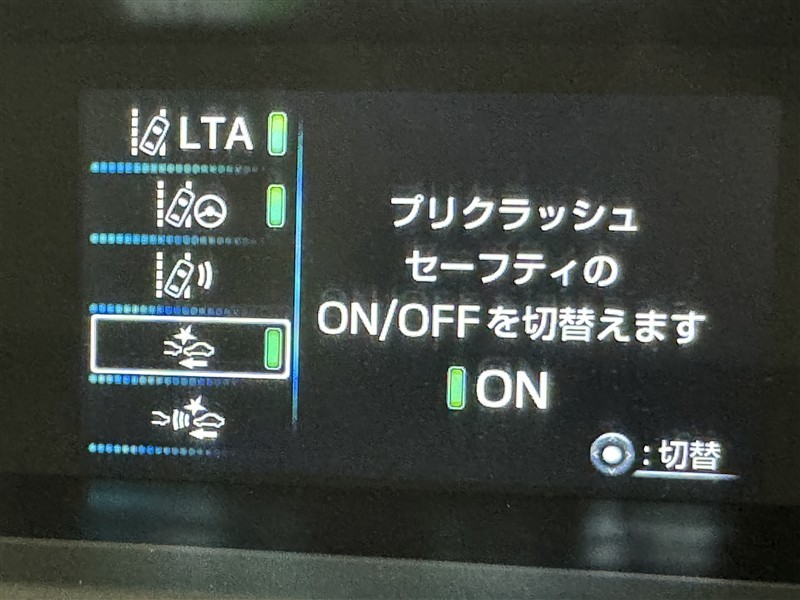 LTA
プリクラッシュ
セーフティの
ON/OFFを切替えます
ON
:切替